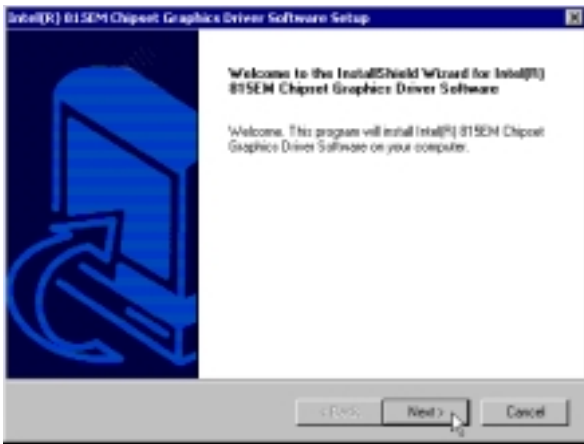 Intel(R) 815EM Chipset Graphics Driver Software Setup
Welcome to the InstallShield Wizard for Intel(R)
815EM Chipset Graphics Driver Software
Welcome. This program will install Intel(R) 815EM Chipset
Graphics Driver Software on your computer.
< Back
Next >
Cancel